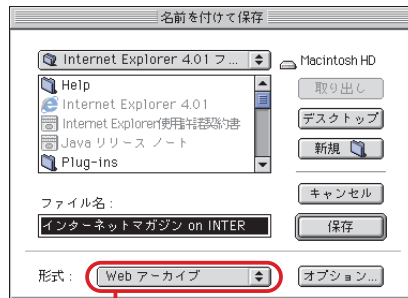 名前を付けて保存
Internet Explorer 4.01 フ...
Macintosh HD
Help
Internet Explorer 4.01
Internet Explorer使用許諾契約書
Java リリース ノート
Plug-ins
取り出し
デスクトップ
新規
ファイル名:
インターネットマガジン on INTER
キャンセル
保存
形式:
Web アーカイブ
オプション...